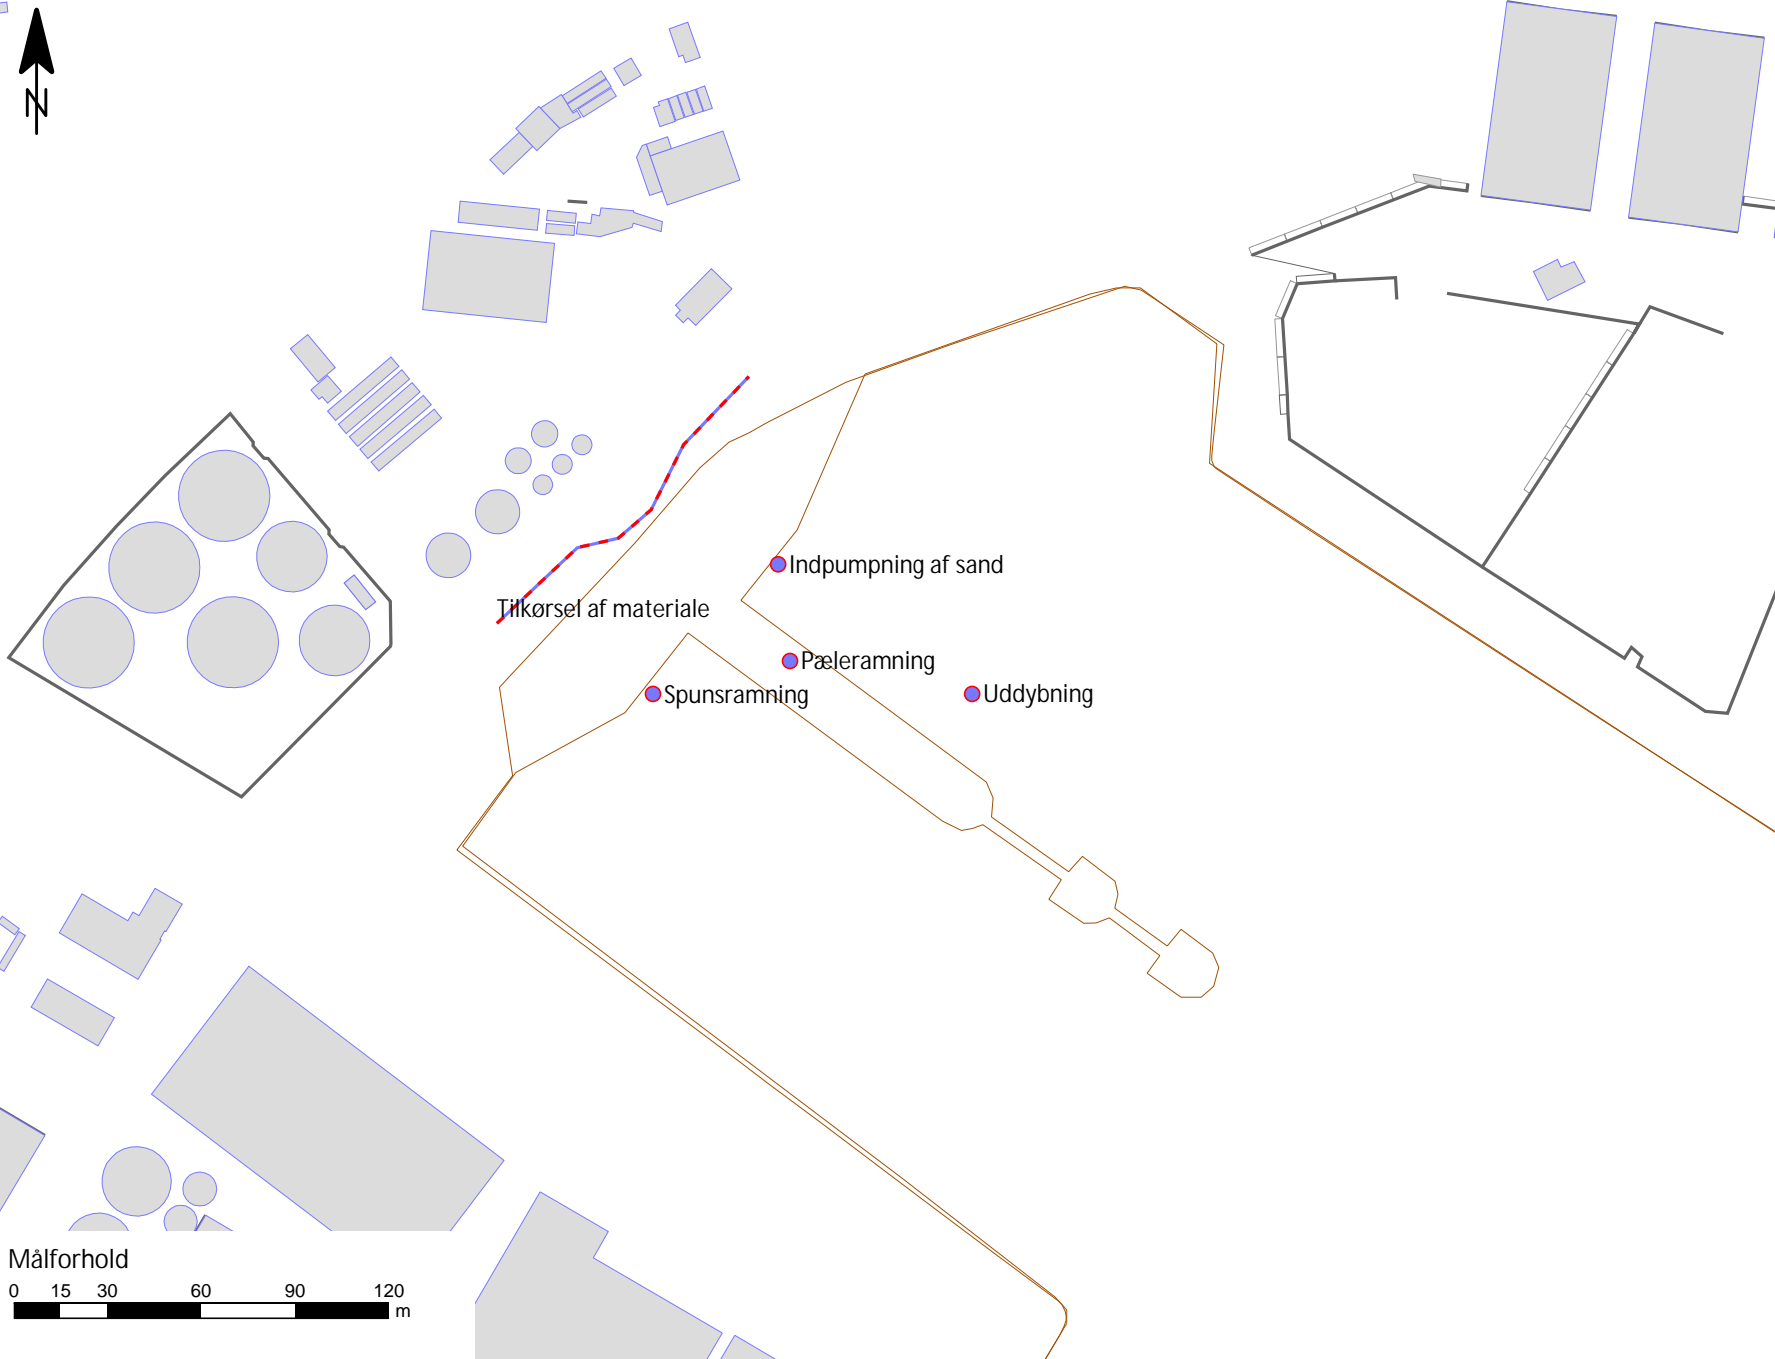 N
Indpumpning af sand
Tilkørsel af materiale
Pæleramning
Spunsramning
Uddybning
Målforhold
0 15 30 60 90 120
m